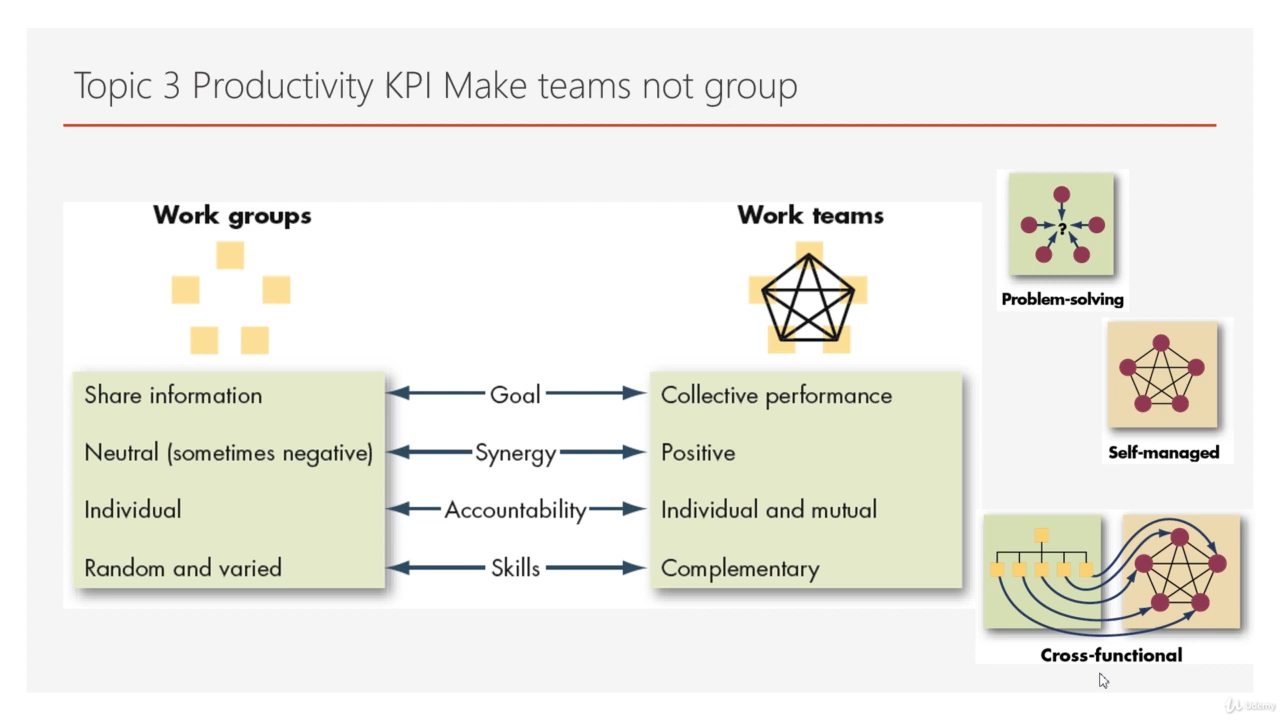 Topic 3 Productivity KPI Make teams not group
Work groups
Work teams
Share information
Goal
Collective performance
Neutral (sometimes negative)
Synergy
Positive
Individual
Accountability
Individual and mutual
Random and varied
Skills
Complementary
?
Problem-solving
Self-managed
Cross-functional
Udemy